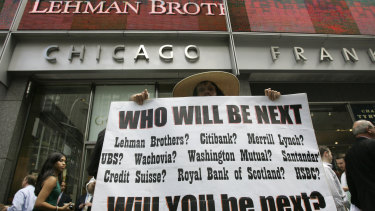 LEHMAN BROTH
CHICAGO FRANK
WHO WILL BE NEXT
Lehman Brothers? Citibank? Merrill Lynch?
UBS? Wachovia? Washington Mutual? Santander
Credit Suisse? Royal Bank of Scotland? HSBC?
Will You be next?